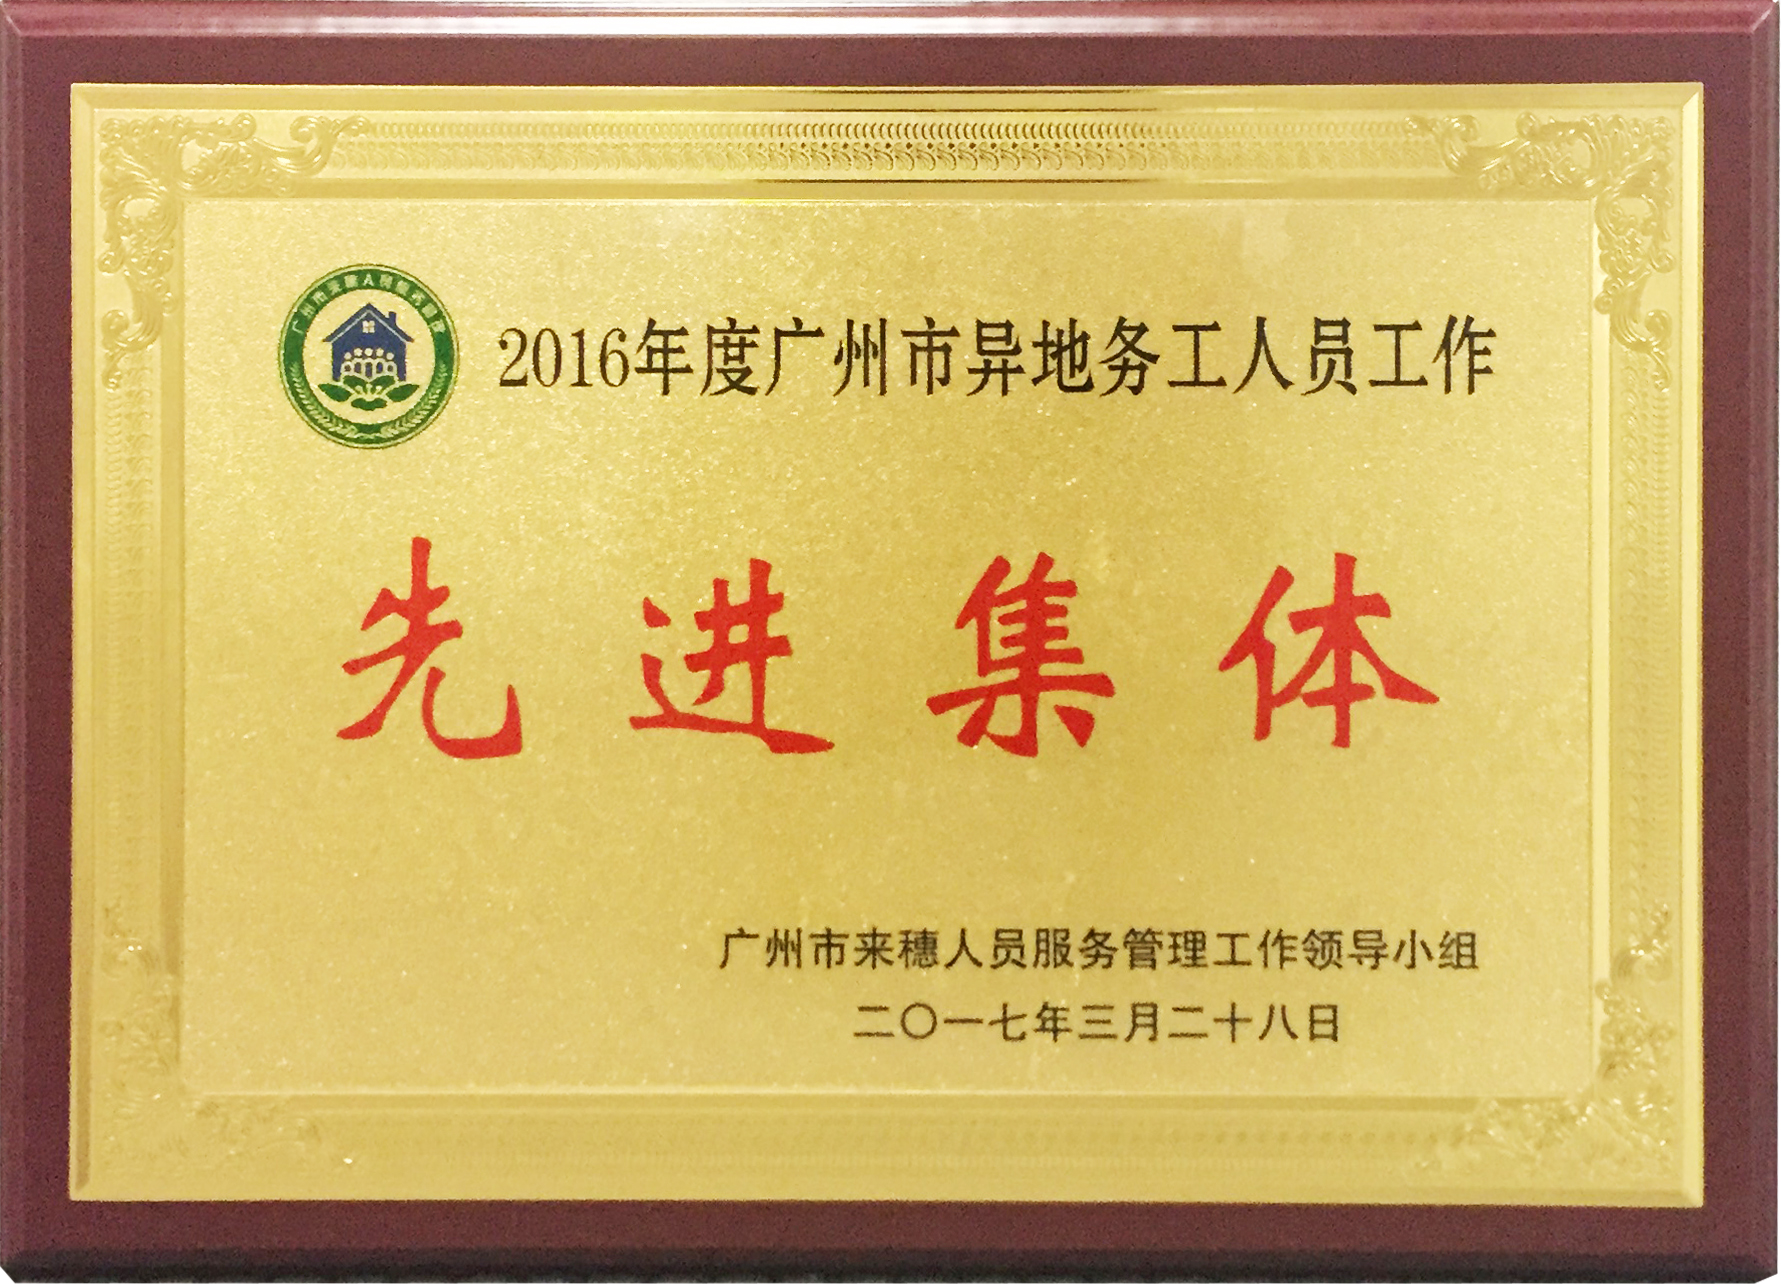 2016年度广州市异地务工人员工作
先进集体
广州市来穗人员服务管理工作领导小组
二〇一七年三月二十八日